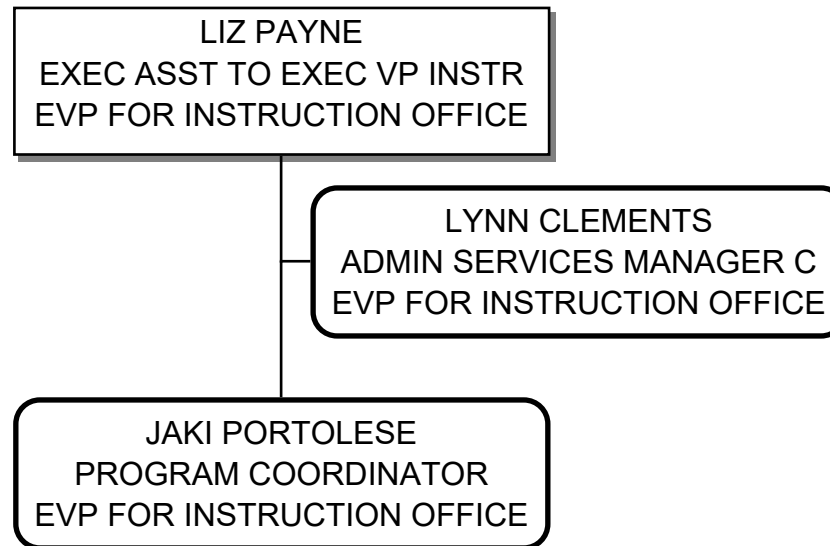 LIZ PAYNE
EXEC ASST TO EXEC VP INSTR
EVP FOR INSTRUCTION OFFICE
LYNN CLEMENTS
ADMIN SERVICES MANAGER C
EVP FOR INSTRUCTION OFFICE
JAKI PORTOLESE
PROGRAM COORDINATOR
EVP FOR INSTRUCTION OFFICE